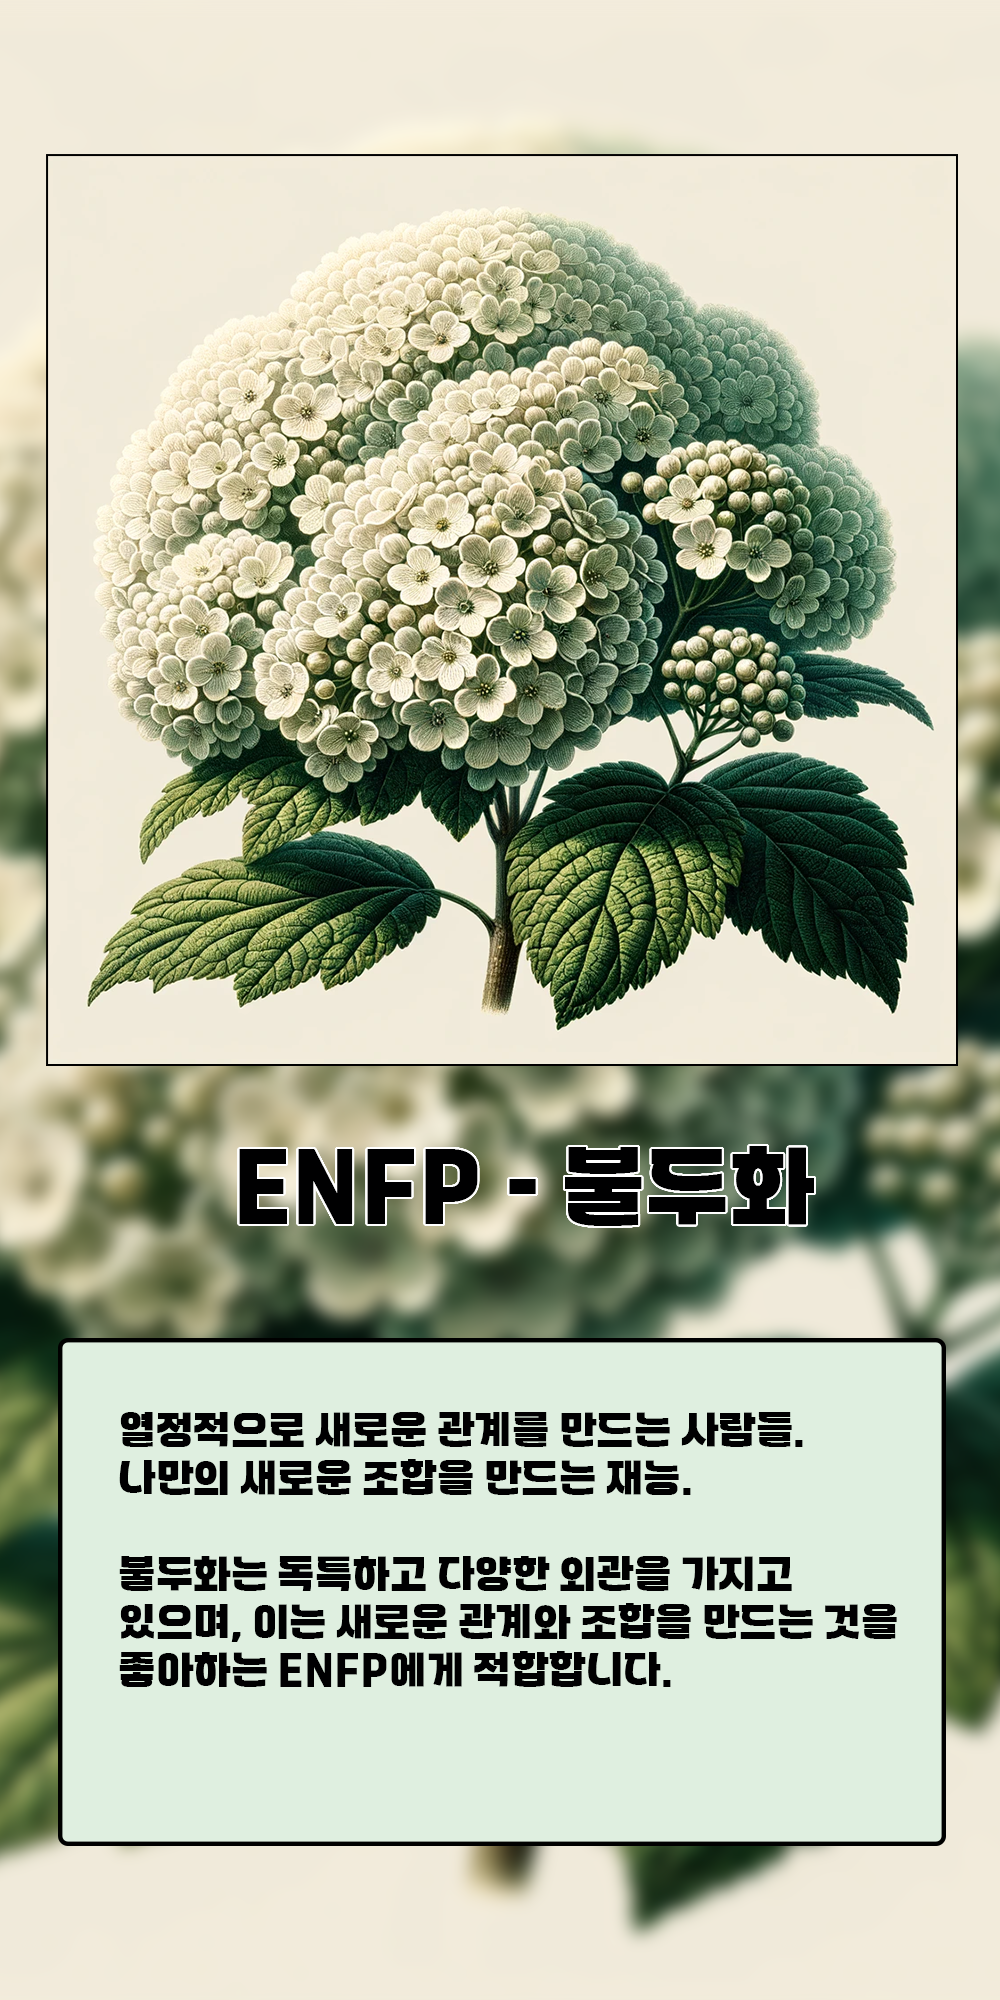 ENFP - 불두화
열정적으로 새로운 관계를 만드는 사람들.
나만의 새로운 조합을 만드는 재능.
불두화는 독특하고 다양한 외관을 가지고
있으며, 이는 새로운 관계와 조합을 만드는 것을
좋아하는 ENFP에게 적합합니다.